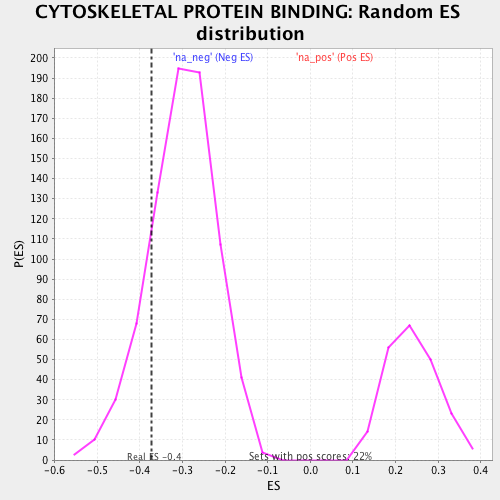 CYTOSKELETAL PROTEIN BINDING: Random ES
distribution
'na_neg' (Neg ES)
'na_pos' (Pos ES)
200
190
180
170
160
150
140
130
120
110
100
90
80
70
60
50
40
30
20
10
0
P(ES)
Real ES -0.4
Sets with pos scores: 22%
-0.6 -0.5 -0.4 -0.3 -0.2 -0.1 0.0 0.1 0.2 0.3 0.4
ES